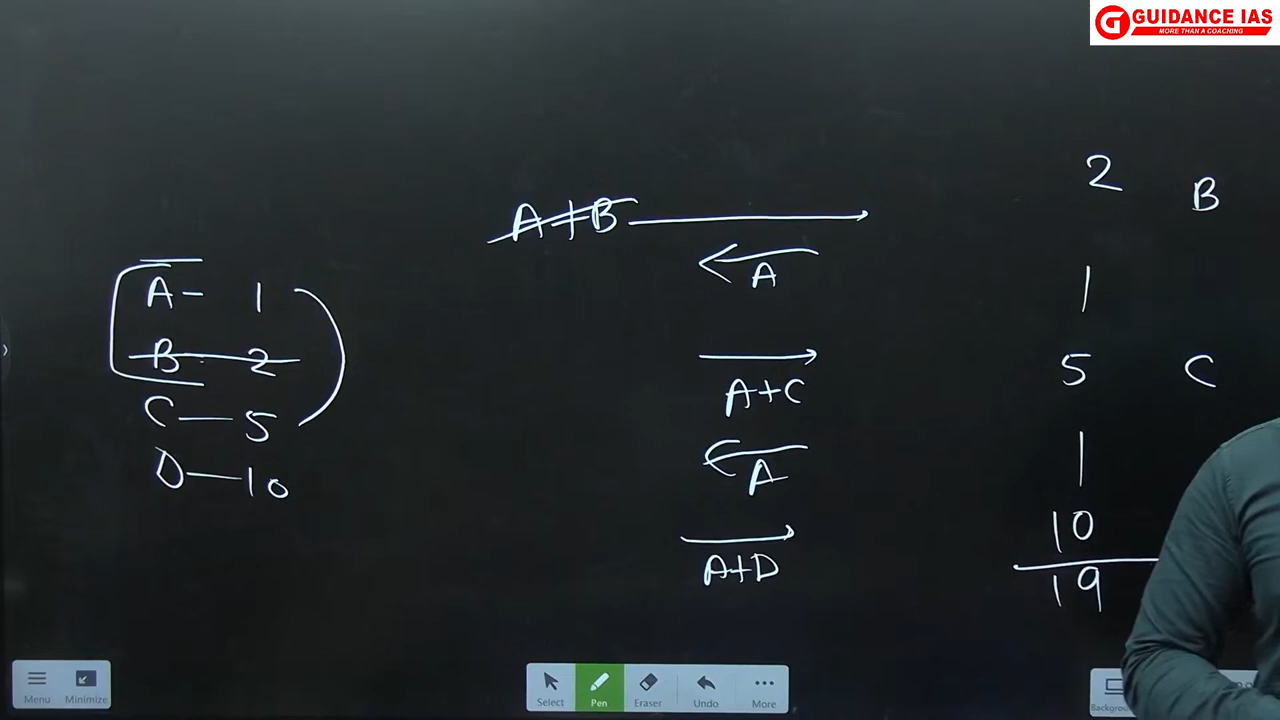 GUIDANCE IAS
MORE THAN A COACHING
A – 1
B . 2
C — 5
D — 10
A+B
A
A+C
A
A+D
2 B
1
5 C
1
10
19
Menu
Minimize
Select
Pen
Eraser
Undo
More